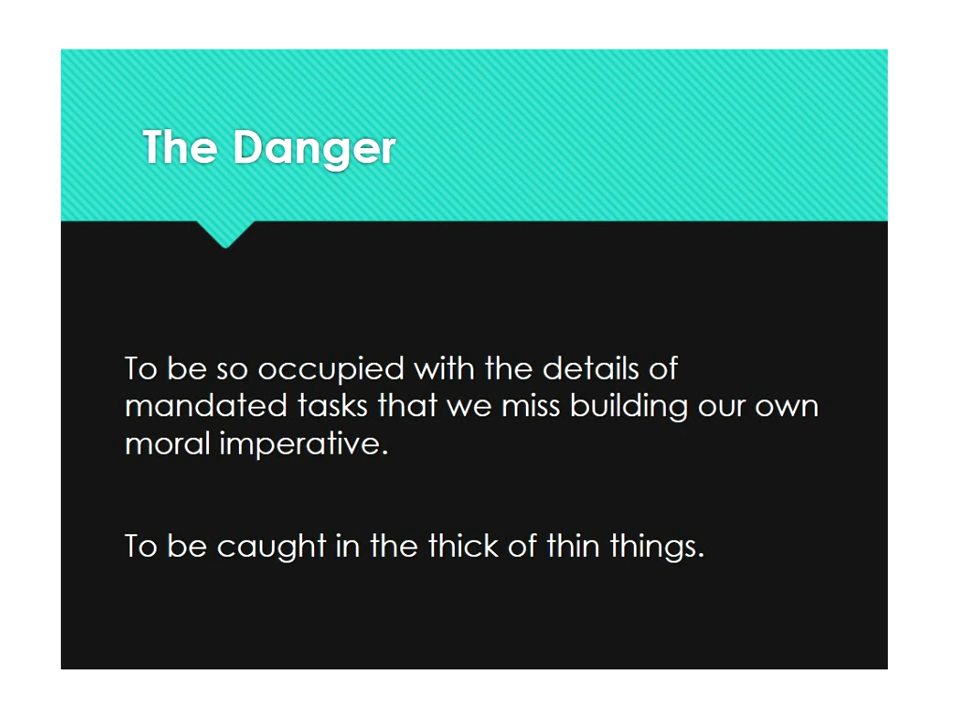 The Danger
To be so occupied with the details of
mandated tasks that we miss building our own
moral imperative.
To be caught in the thick of thin things.